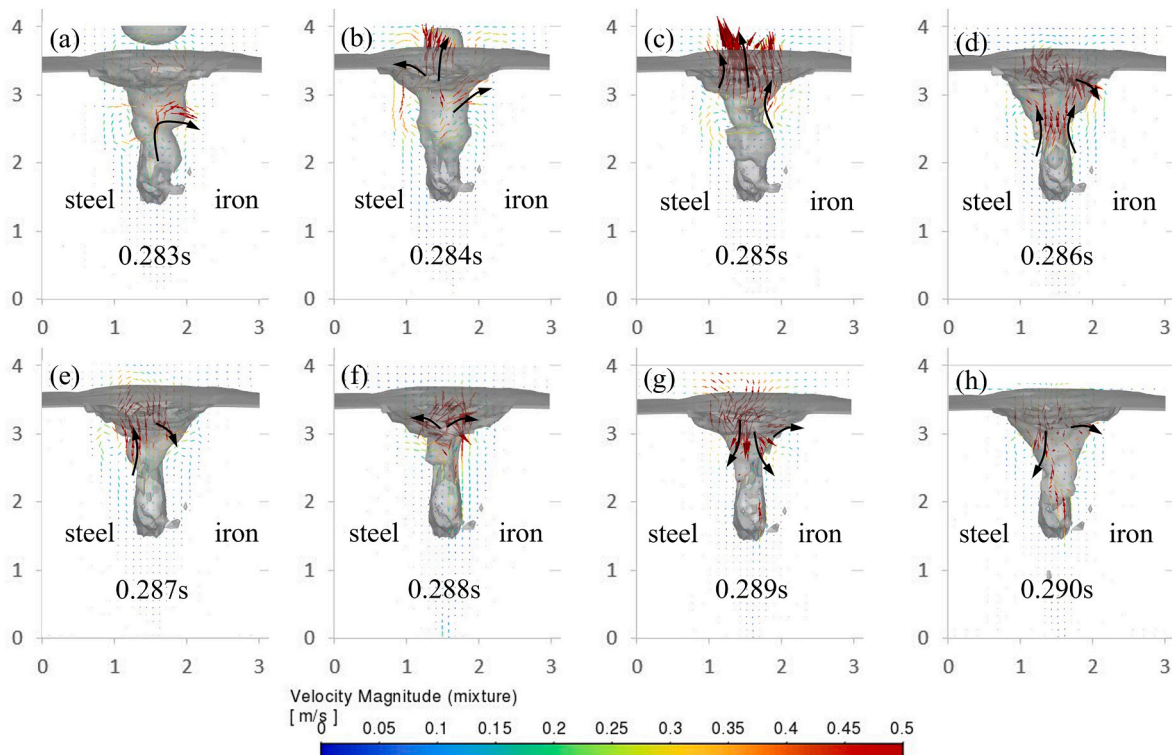 (a) (b) (c) (d)
4 4 4 4
3 3 3 3
2 2 2 2
steel iron steel iron steel iron steel iron
1 1 1 1
0.283s 0.284s 0.285s 0.286s
0 0 0 0
0 1 2 3 0 1 2 3 0 1 2 3 0 1 2 3
(e) (f) (g) (h)
4 4 4 4
3 3 3 3
2 2 2 2
steel iron steel iron steel iron steel iron
1 1 1 1
0.287s 0.288s 0.289s 0.290s
0 0 0 0
0 1 2 3 0 1 2 3 0 1 2 3 0 1 2 3
Velocity Magnitude (mixture)
[ m/s ]
0 0.05 0.1 0.15 0.2 0.25 0.3 0.35 0.4 0.45 0.5